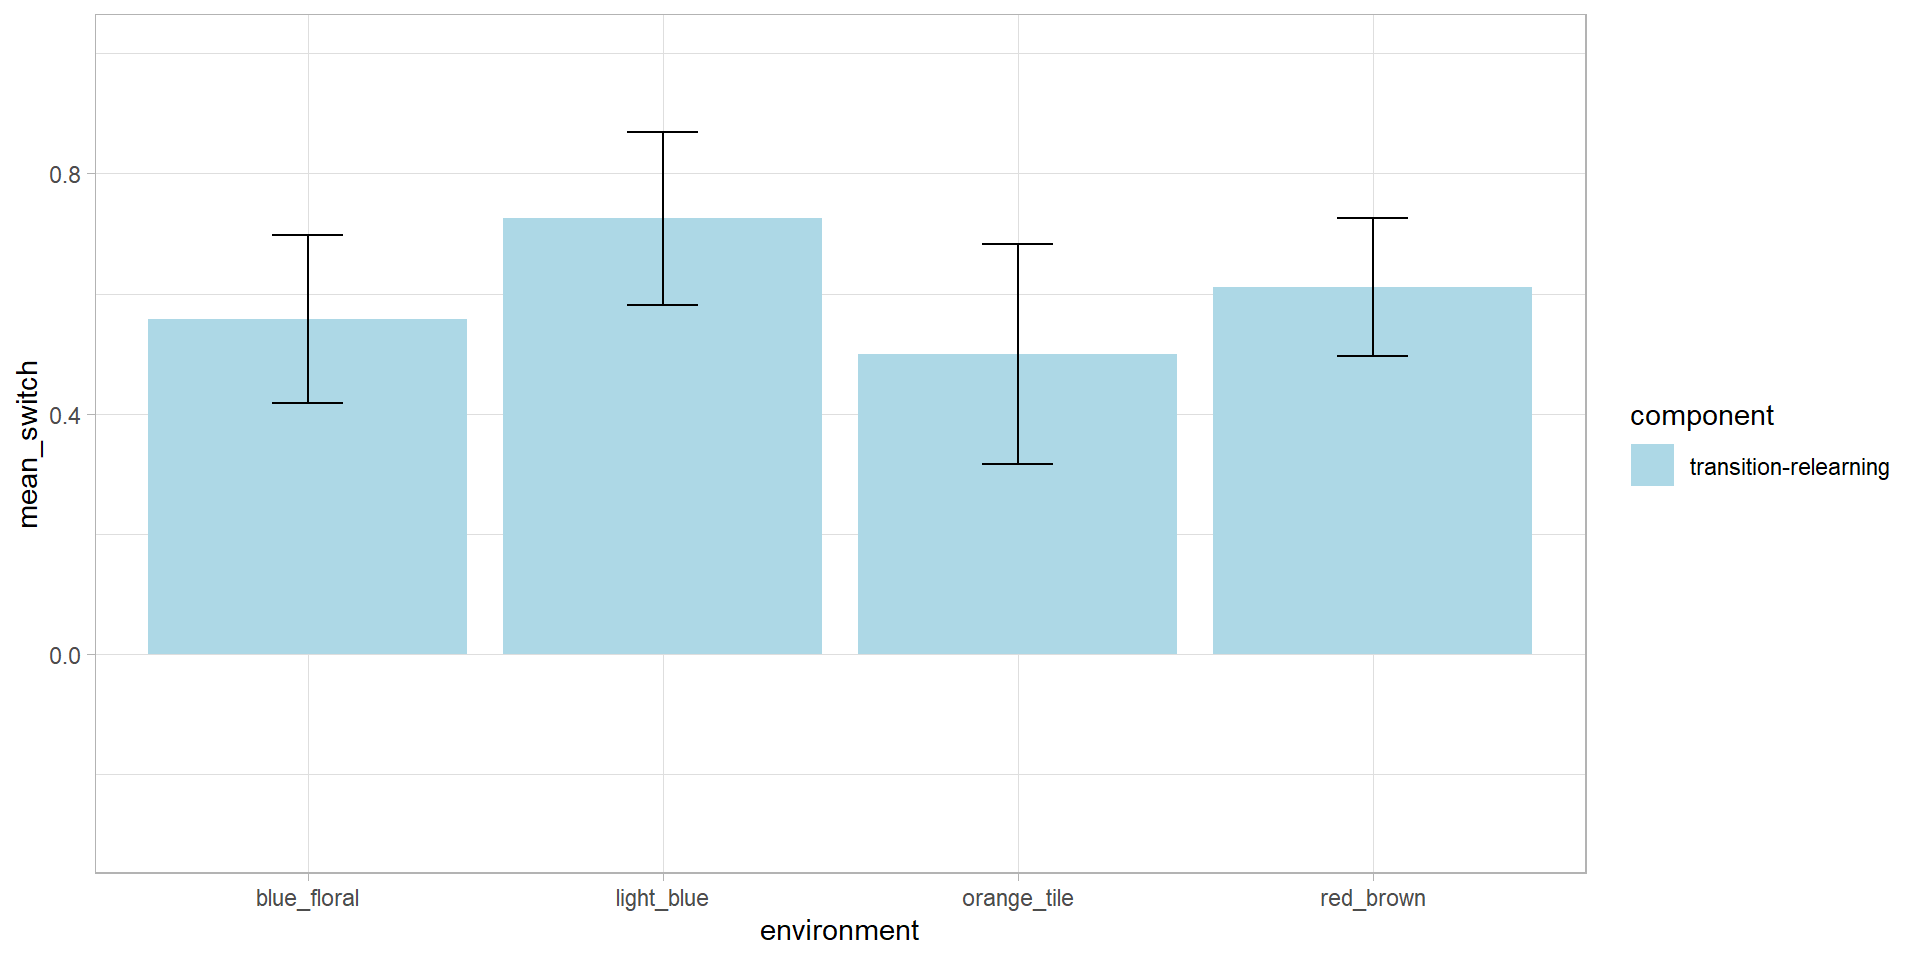 mean_switch
0.8
0.4
0.0
blue_floral
light_blue
orange_tile
red_brown
environment
component
transition-relearning